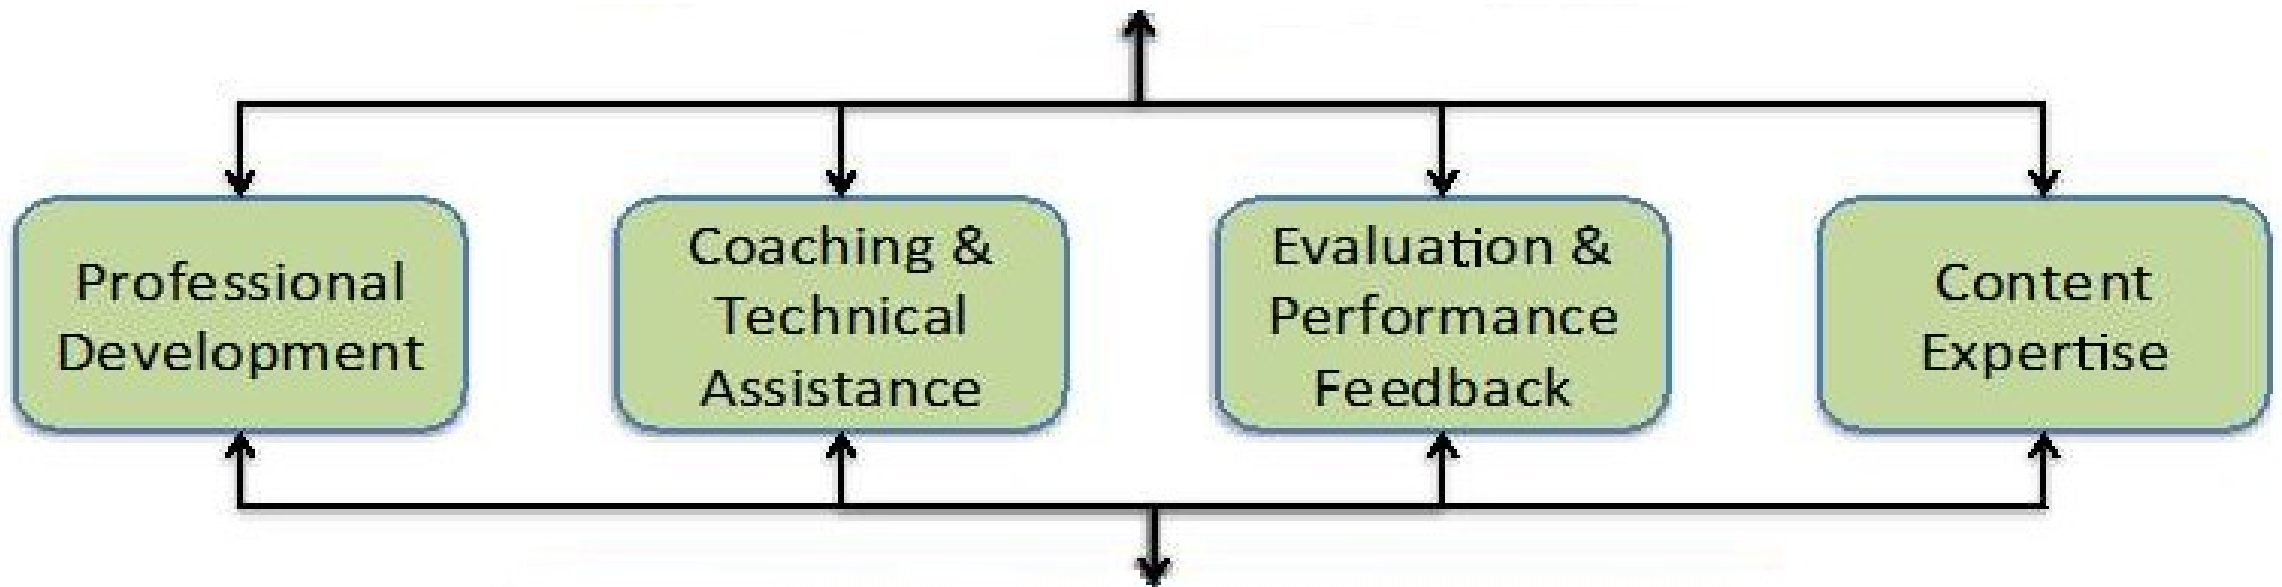 Professional
Development
Coaching &
Technical
Assistance
Evaluation &
Performance
Feedback
Content
Expertise